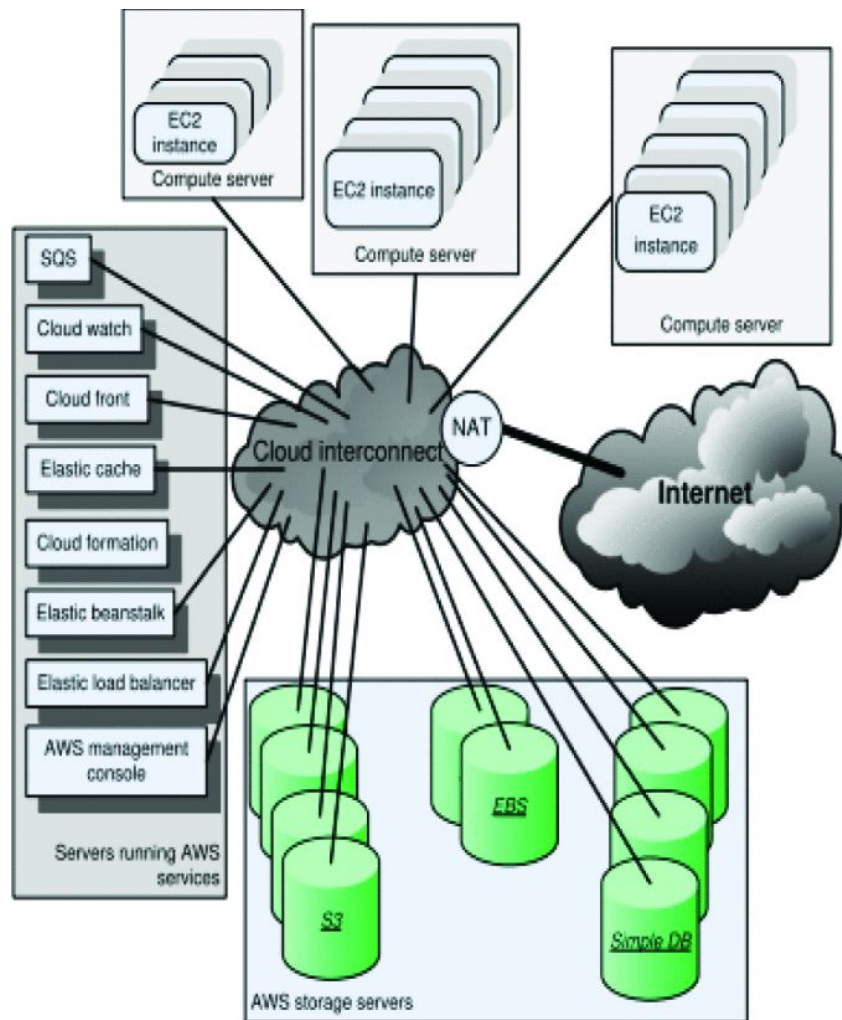 EC2
instance
Compute server
EC2 instance
Compute server
EC2
instance
Compute server
SQS
Cloud watch
Cloud front
Elastic cache
Cloud formation
Elastic beanstalk
Elastic load balancer
AWS management
console
Servers running AWS
services
Cloud interconnect
NAT
Internet
S3
EBS
Simple DB
AWS storage servers